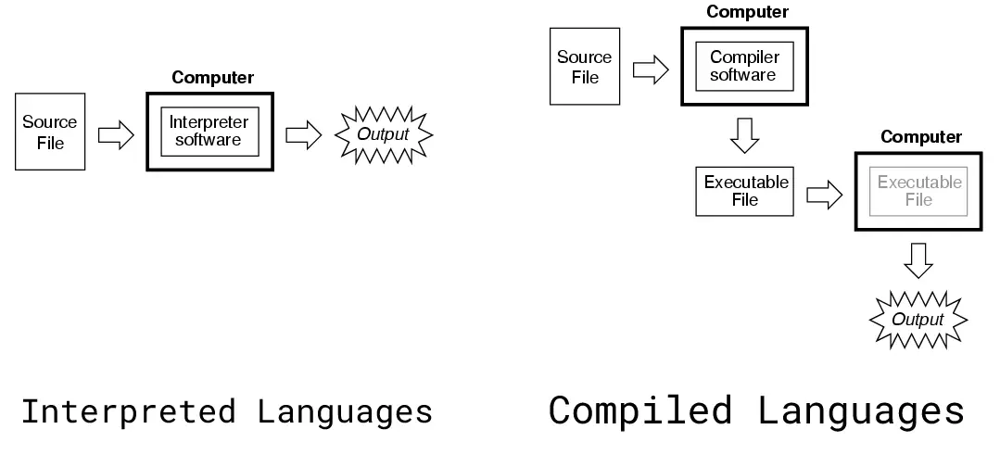 Computer
Source
File
Interpreter
software
Output
Interpreted Languages
Computer
Source
File
Compiler
software
Executable
File
Computer
Executable
File
Output
Compiled Languages